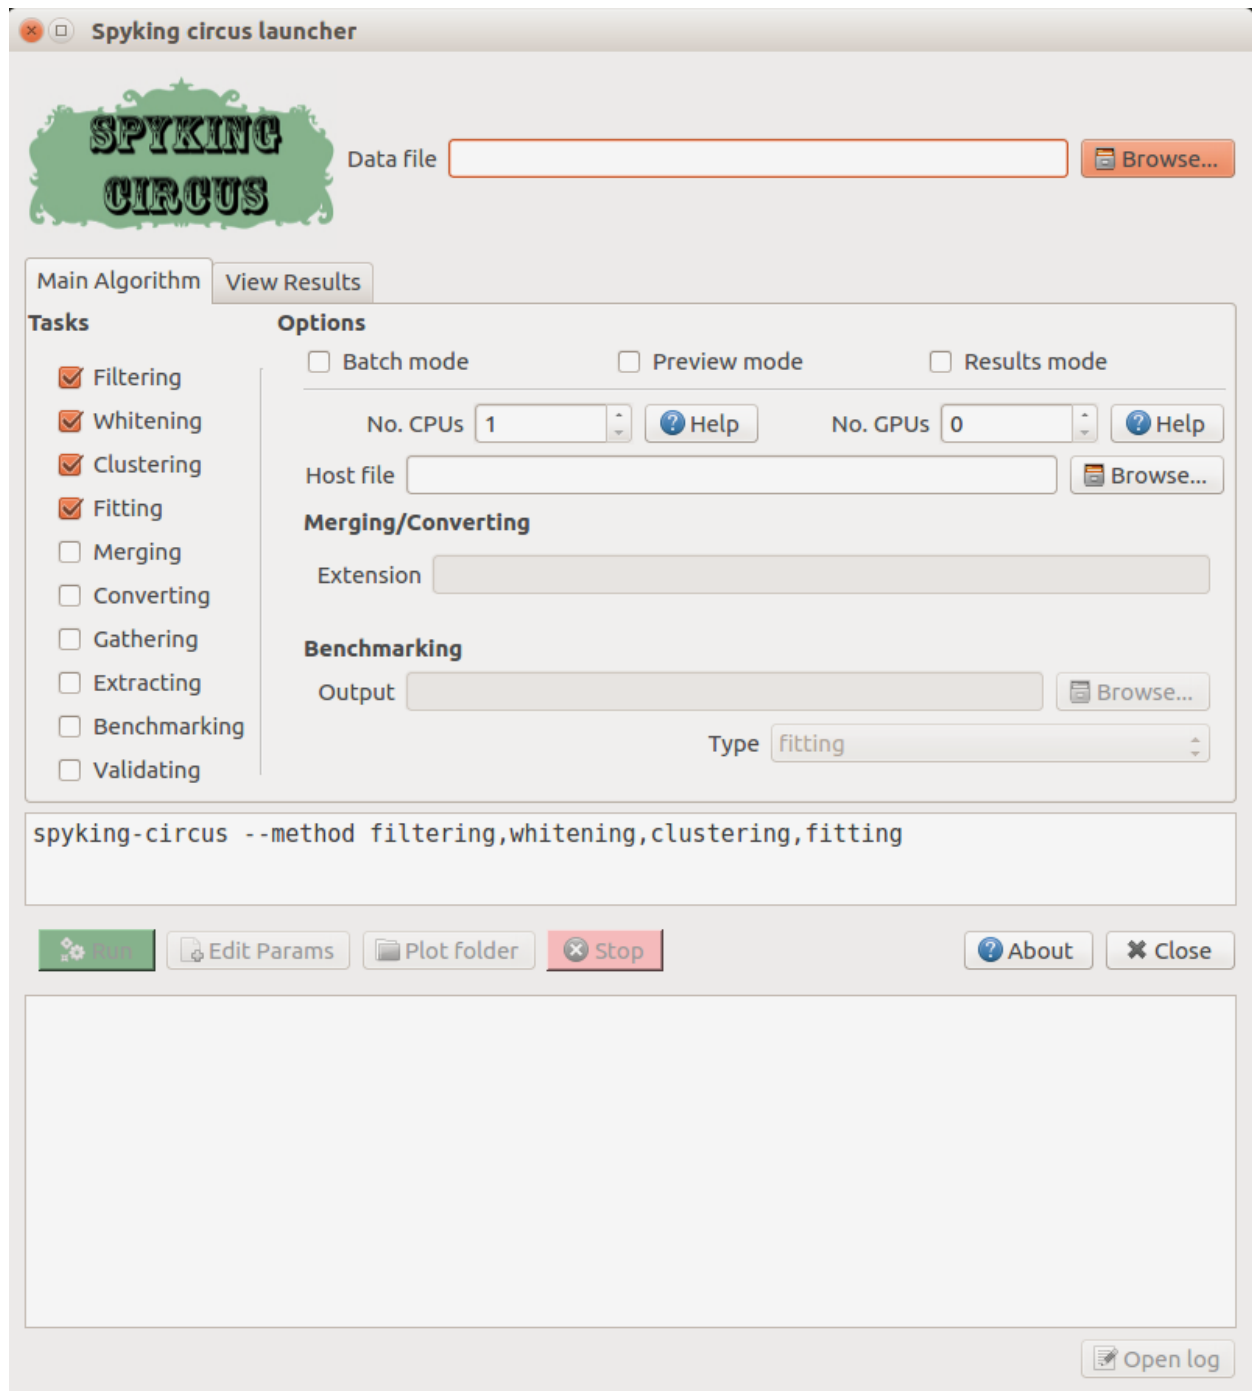 Spyking circus launcher
SPYKING
CIRCUS
Data file
Browse...
Main Algorithm
View Results
Tasks
Options
Filtering
Whitening
Clustering
Fitting
Merging
Converting
Gathering
Extracting
Benchmarking
Validating
Batch mode
Preview mode
Results mode
No. CPUs 1
Help
No. GPUs 0
Help
Host file
Browse...
Merging/Converting
Extension
Benchmarking
Output
Browse...
Type fitting
spyking-circus --method filtering,whitening,clustering,fitting
Run
Edit Params
Plot folder
Stop
About
Close
Open log